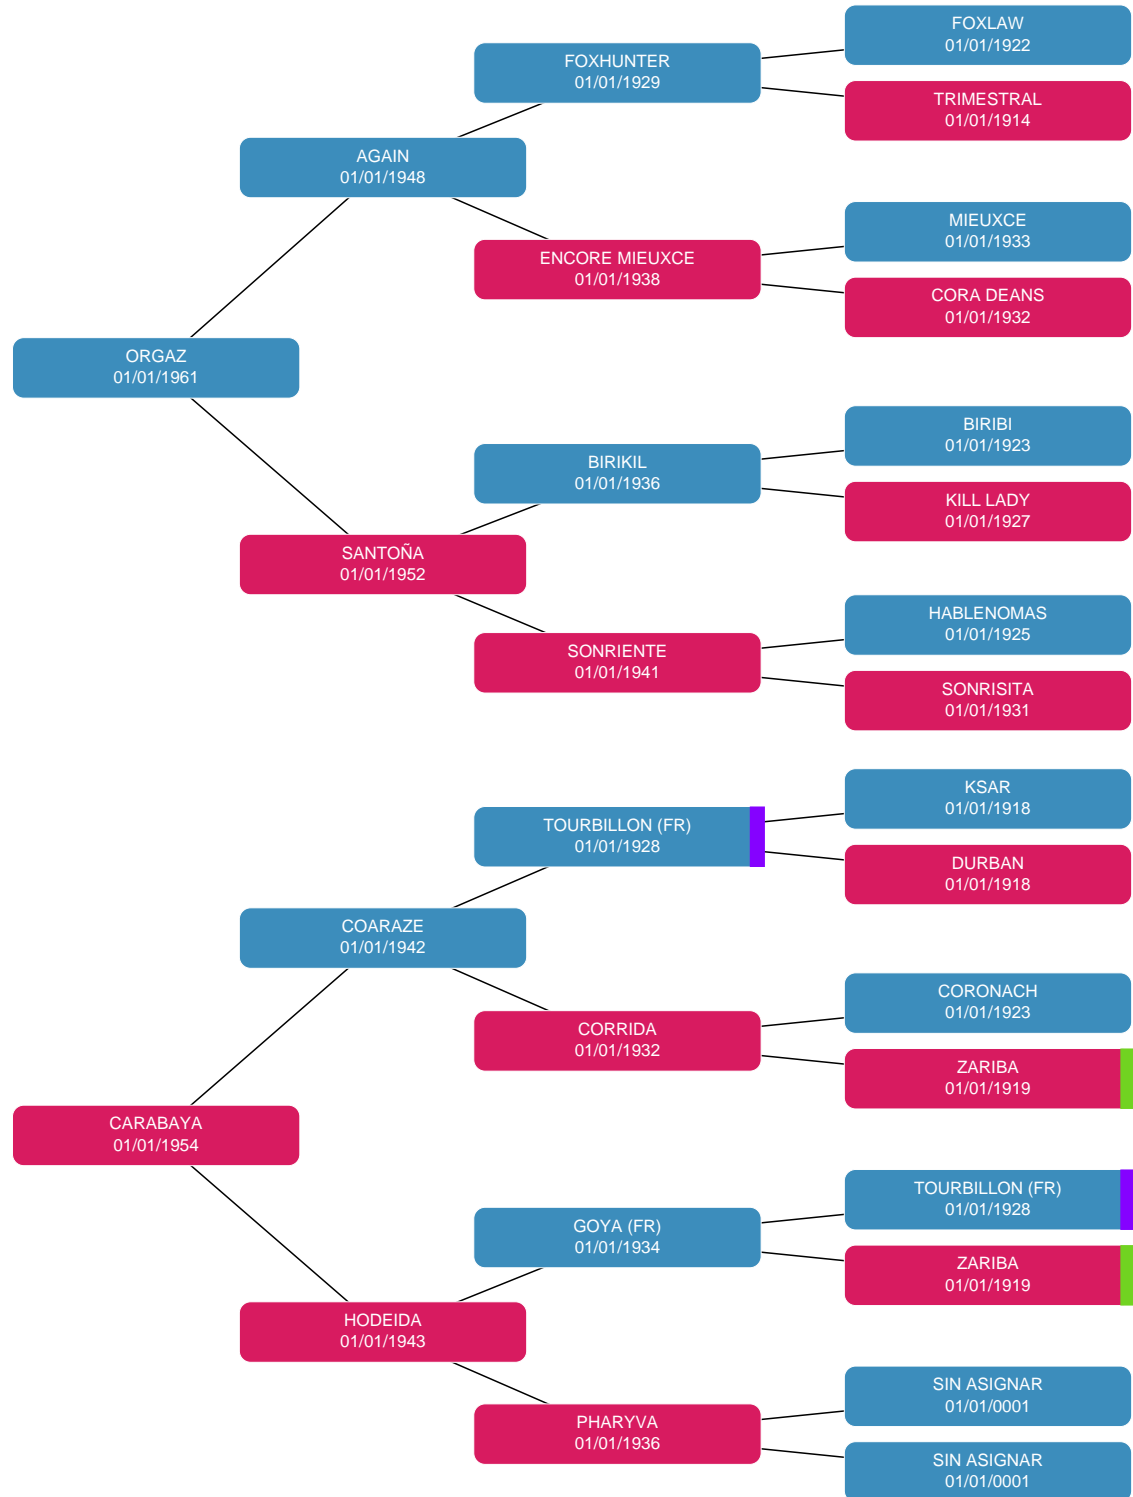 FOXLAW
01/01/1922
FOXHUNTER
01/01/1929
TRIMESTRAL
01/01/1914
AGAIN
01/01/1948
MIEUXCE
01/01/1933
ENCORE MIEUXCE
01/01/1938
CORA DEANS
01/01/1932
ORGAZ
01/01/1961
BIRIBI
01/01/1923
BIRIKIL
01/01/1936
KILL LADY
01/01/1927
SANTOÑA
01/01/1952
HABLENOMAS
01/01/1925
SONRIENTE
01/01/1941
SONRISITA
01/01/1931
KSAR
01/01/1918
TOURBILLON (FR)
01/01/1928
DURBAN
01/01/1918
COARAZE
01/01/1942
CORONACH
01/01/1923
CORRIDA
01/01/1932
ZARIBA
01/01/1919
CARABAYA
01/01/1954
TOURBILLON (FR)
01/01/1928
GOYA (FR)
01/01/1934
ZARIBA
01/01/1919
HODEIDA
01/01/1943
SIN ASIGNAR
01/01/0001
PHARYVA
01/01/1936
SIN ASIGNAR
01/01/0001